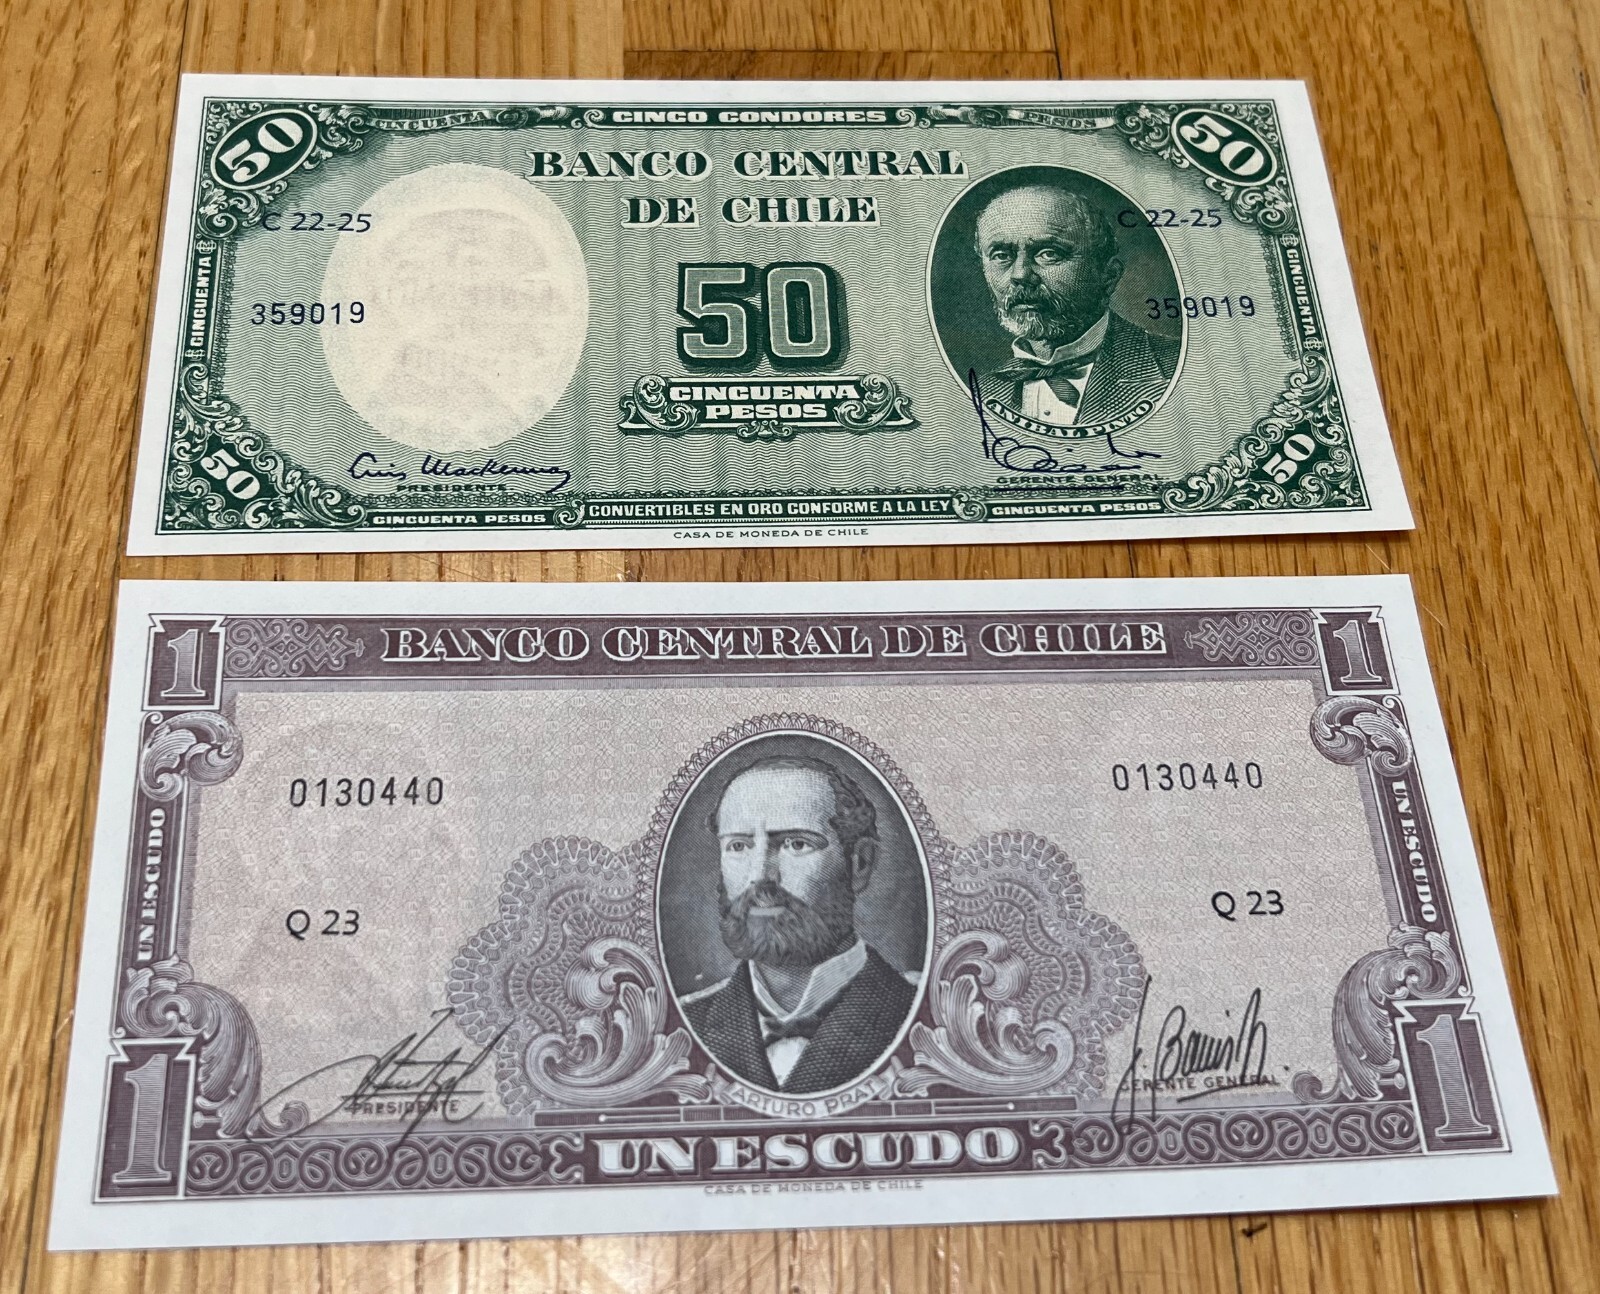 50 CINCUENTA CINCO CONDORES PESOS 50
BANCO CENTRAL
DE CHILE
C 22-25 C 22-25
50
359019 359019
CINCUENTA CINCUENTA
CINCUENTA
PESOS
ANIBAL PINTO
Luis Mackenna
PRESIDENTE GERENTE GENERAL
50 50
CINCUENTA PESOS CONVERTIBLES EN ORO CONFORME A LA LEY CINCUENTA PESOS
CASA DE MONEDA DE CHILE
1 BANCO CENTRAL DE CHILE 1
0130440 0130440
UN ESCUDO UN ESCUDO
Q 23 Q 23
PRESIDENTE GERENTE GENERAL
ARTURO PRAT
1 UN ESCUDO 1
CASA DE MONEDA DE CHILE